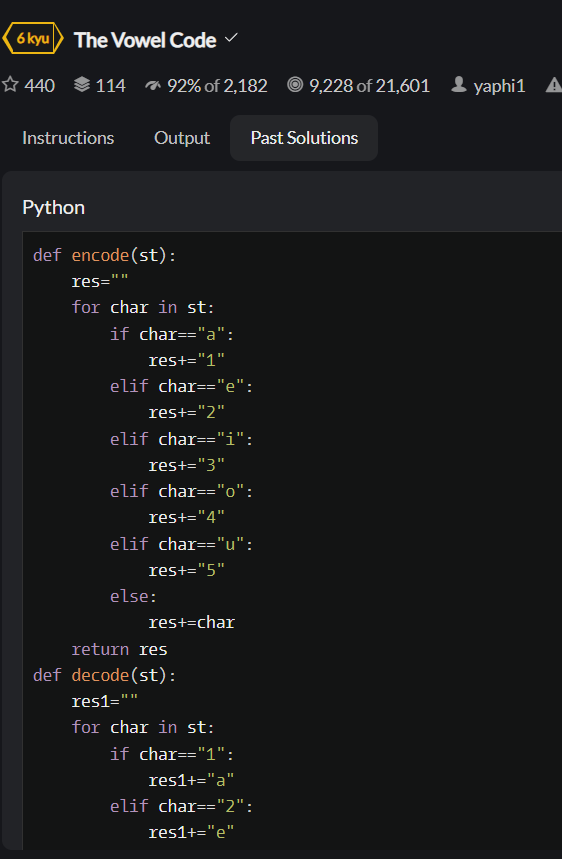 6 kyu The Vowel Code
440 114 92% of 2,182 9,228 of 21,601 yaphi1
Instructions Output Past Solutions
Python
def encode(st):
    res=""
    for char in st:
        if char=="a":
            res+="1"
        elif char=="e":
            res+="2"
        elif char=="i":
            res+="3"
        elif char=="o":
            res+="4"
        elif char=="u":
            res+="5"
        else:
            res+=char
    return res
def decode(st):
    res1=""
    for char in st:
        if char=="1":
            res1+="a"
        elif char=="2":
            res1+="e"